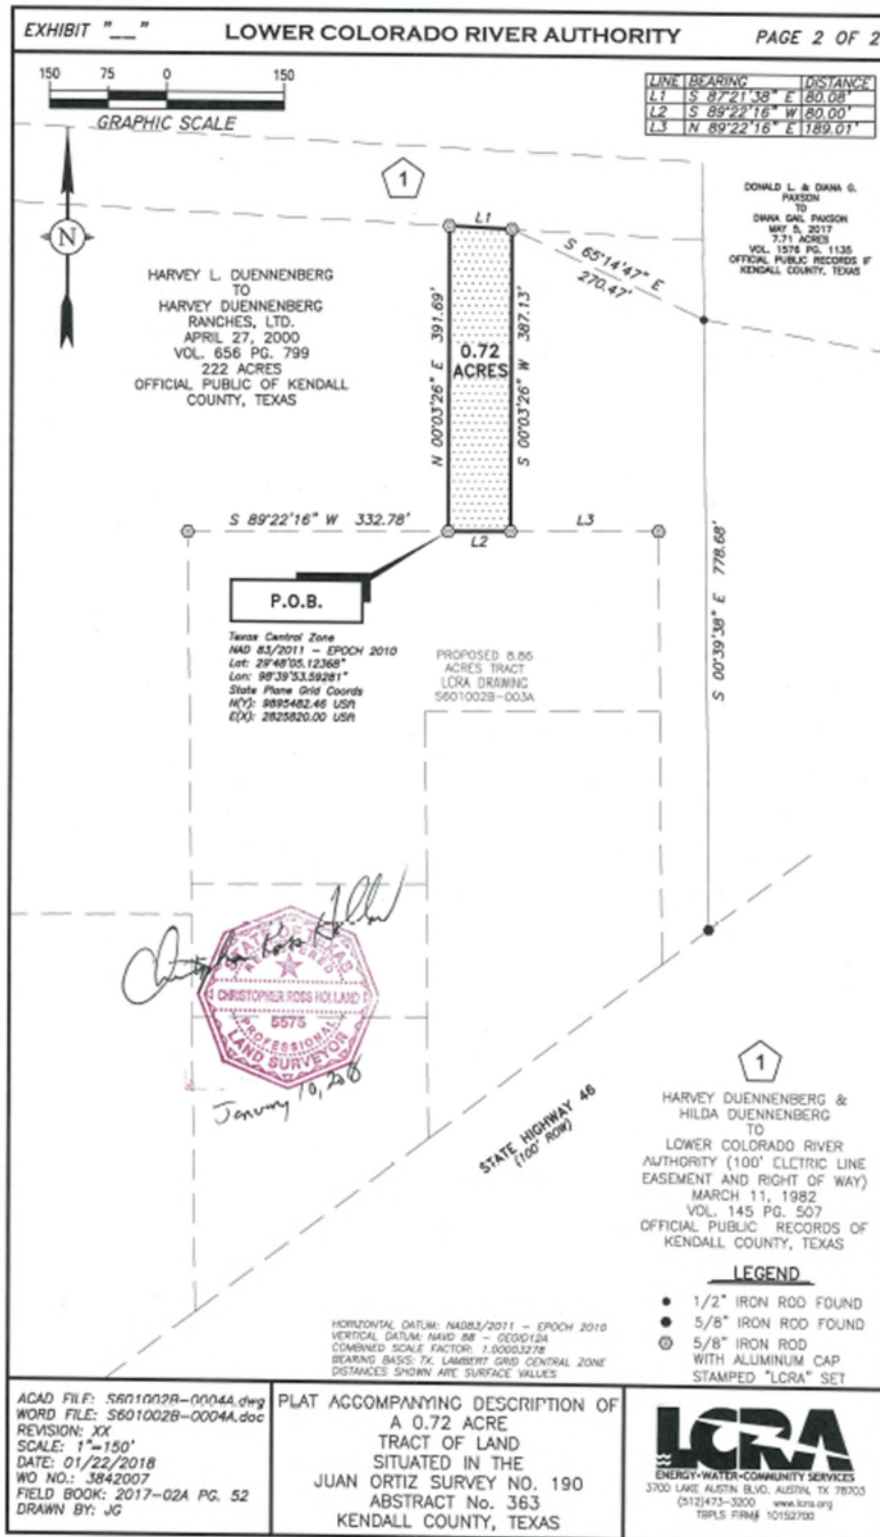 EXHIBIT "__"
LOWER COLORADO RIVER AUTHORITY
PAGE 2 OF 2
150 75 0 150
GRAPHIC SCALE
LINE BEARING DISTANCE
L1 S 87°21'38" E 80.08'
L2 S 89°22'16" W 80.00'
L3 N 89°22'16" E 189.01'
N
1
L1
S 65°14'47" E
270.47'
DONALD L. & DIANA G.
PAXSON
TO
DIANA GAIL PAXSON
MAY 5, 2017
7.71 ACRES
VOL. 1576 PG. 1135
OFFICIAL PUBLIC RECORDS IF
KENDALL COUNTY, TEXAS
HARVEY L. DUENNENBERG
TO
HARVEY DUENNENBERG
RANCHES, LTD.
APRIL 27, 2000
VOL. 656 PG. 799
222 ACRES
OFFICIAL PUBLIC OF KENDALL
COUNTY, TEXAS
N 00°03'26" E 391.69'
0.72
ACRES
S 00°03'26" W 387.13'
S 89°22'16" W 332.78'
L2
L3
S 00°39'38" E 778.68'
P.O.B.
Texas Central Zone
NAD 83/2011 - EPOCH 2010
Lat: 29°48'05.12368"
Lon: 98°39'53.59281"
State Plane Grid Coords
N(Y): 9895482.46 USft
E(X): 2825820.00 USft
PROPOSED 8.86
ACRES TRACT
LCRA DRAWING
S601002B-003A
Christopher Ross Holland
STATE OF TEXAS
REGISTERED
CHRISTOPHER ROSS HOLLAND
5575
PROFESSIONAL
LAND SURVEYOR
January 10, 2018
STATE HIGHWAY 46
(100' ROW)
1
HARVEY DUENNENBERG &
HILDA DUENNENBERG
TO
LOWER COLORADO RIVER
AUTHORITY (100' ELCTRIC LINE
EASEMENT AND RIGHT OF WAY)
MARCH 11, 1982
VOL. 145 PG. 507
OFFICIAL PUBLIC RECORDS OF
KENDALL COUNTY, TEXAS
LEGEND
1/2" IRON ROD FOUND
5/8" IRON ROD FOUND
5/8" IRON ROD
WITH ALUMINUM CAP
STAMPED "LCRA" SET
HORIZONTAL DATUM: NAD83/2011 - EPOCH 2010
VERTICAL DATUM: NAVD 88 - GEOID12A
COMBINED SCALE FACTOR: 1.00003278
BEARING BASIS: TX. LAMBERT GRID CENTRAL ZONE
DISTANCES SHOWN ARE SURFACE VALUES
ACAD FILE: S601002B-0004A.dwg
WORD FILE: S601002B-0004A.doc
REVISION: XX
SCALE: 1"=150'
DATE: 01/22/2018
WO NO.: 3842007
FIELD BOOK: 2017-02A PG. 52
DRAWN BY: JG
PLAT ACCOMPANYING DESCRIPTION OF
A 0.72 ACRE
TRACT OF LAND
SITUATED IN THE
JUAN ORTIZ SURVEY NO. 190
ABSTRACT No. 363
KENDALL COUNTY, TEXAS
LCRA
ENERGY•WATER•COMMUNITY SERVICES
3700 LAKE AUSTIN BLVD. AUSTIN, TX 78703
(512)473-3200 www.lcra.org
TBPLS FIRM# 10152700